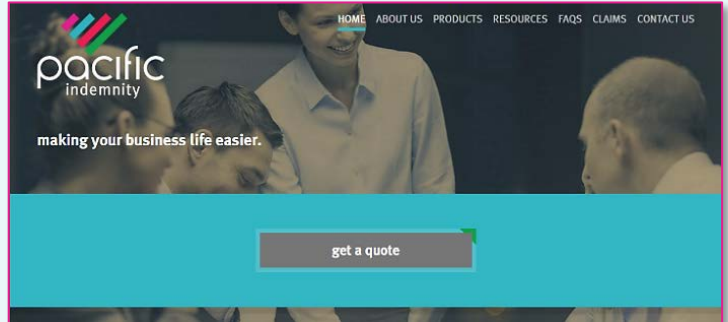 HOME ABOUT US PRODUCTS RESOURCES FAQS CLAIMS CONTACT US
pacific
indemnity
making your business life easier.
get a quote